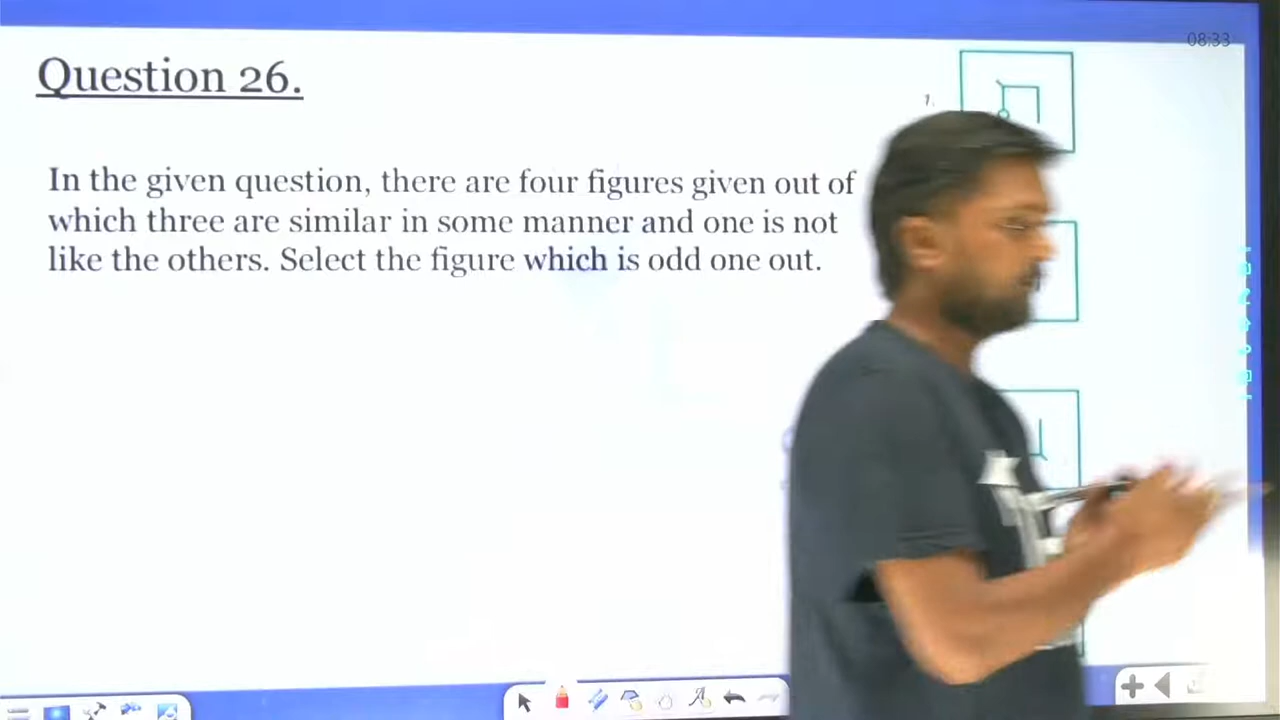 08:33
Question 26.
1.
In the given question, there are four figures given out of
which three are similar in some manner and one is not
like the others. Select the figure which is odd one out.